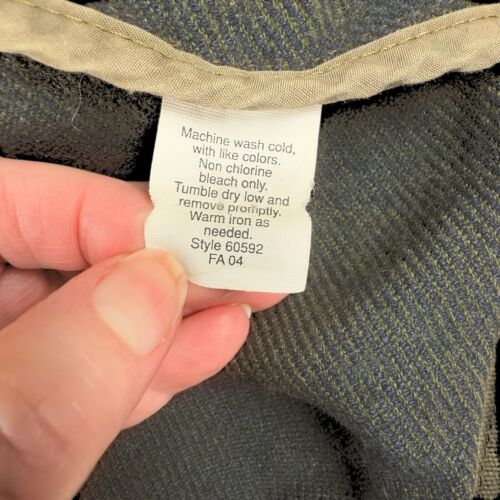 Machine wash cold,
with like colors.
Non chlorine
bleach only.
Tumble dry low and
remove promptly.
Warm iron as
needed.
Style 60592
FA 04